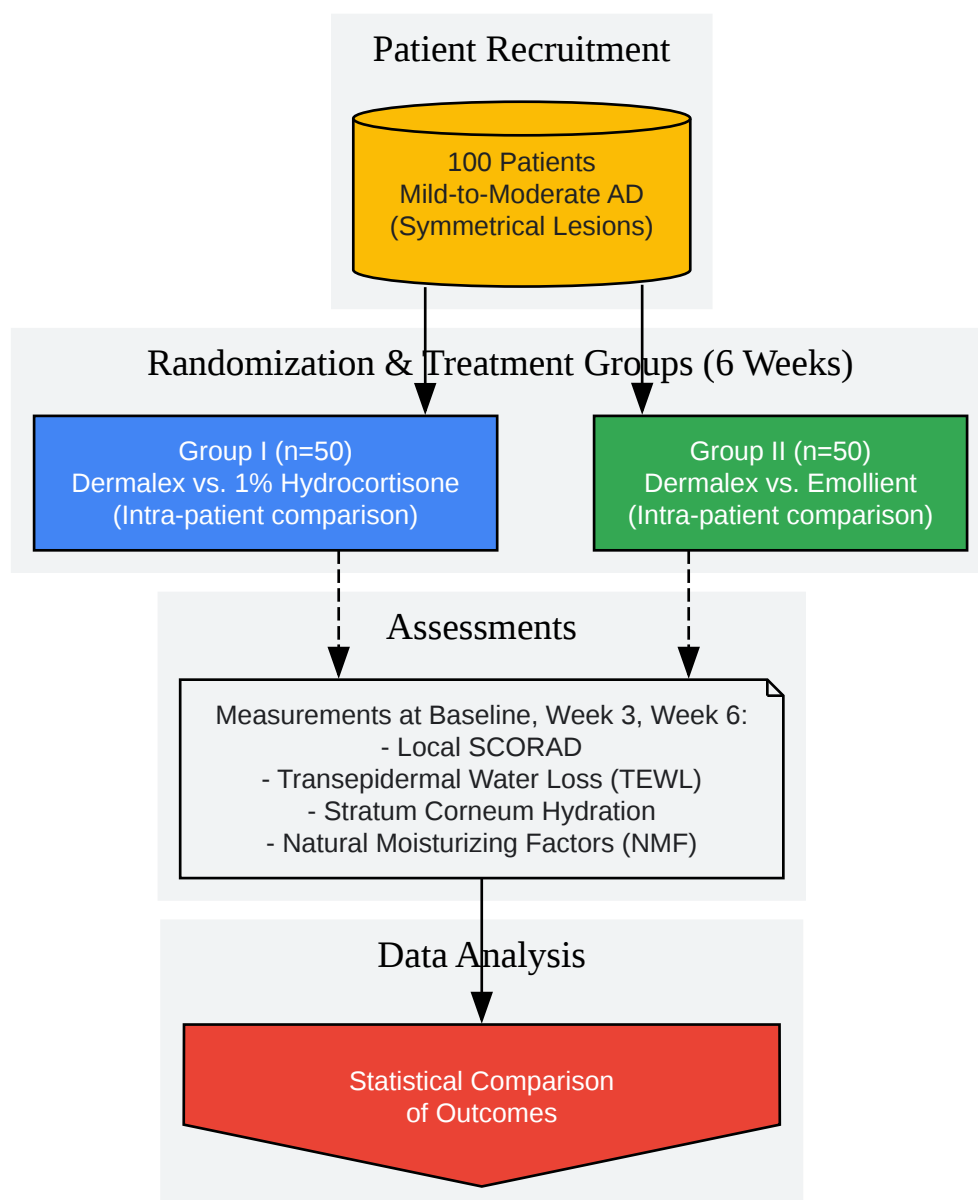 Patient Recruitment
100 Patients
Mild-to-Moderate AD
(Symmetrical Lesions)
Randomization & Treatment Groups (6 Weeks)
Group I (n=50)
Dermalex vs. 1% Hydrocortisone
(Intra-patient comparison)
Group II (n=50)
Dermalex vs. Emollient
(Intra-patient comparison)
Assessments
Measurements at Baseline, Week 3, Week 6:
- Local SCORAD
- Transepidermal Water Loss (TEWL)
- Stratum Corneum Hydration
- Natural Moisturizing Factors (NMF)
Data Analysis
Statistical Comparison
of Outcomes